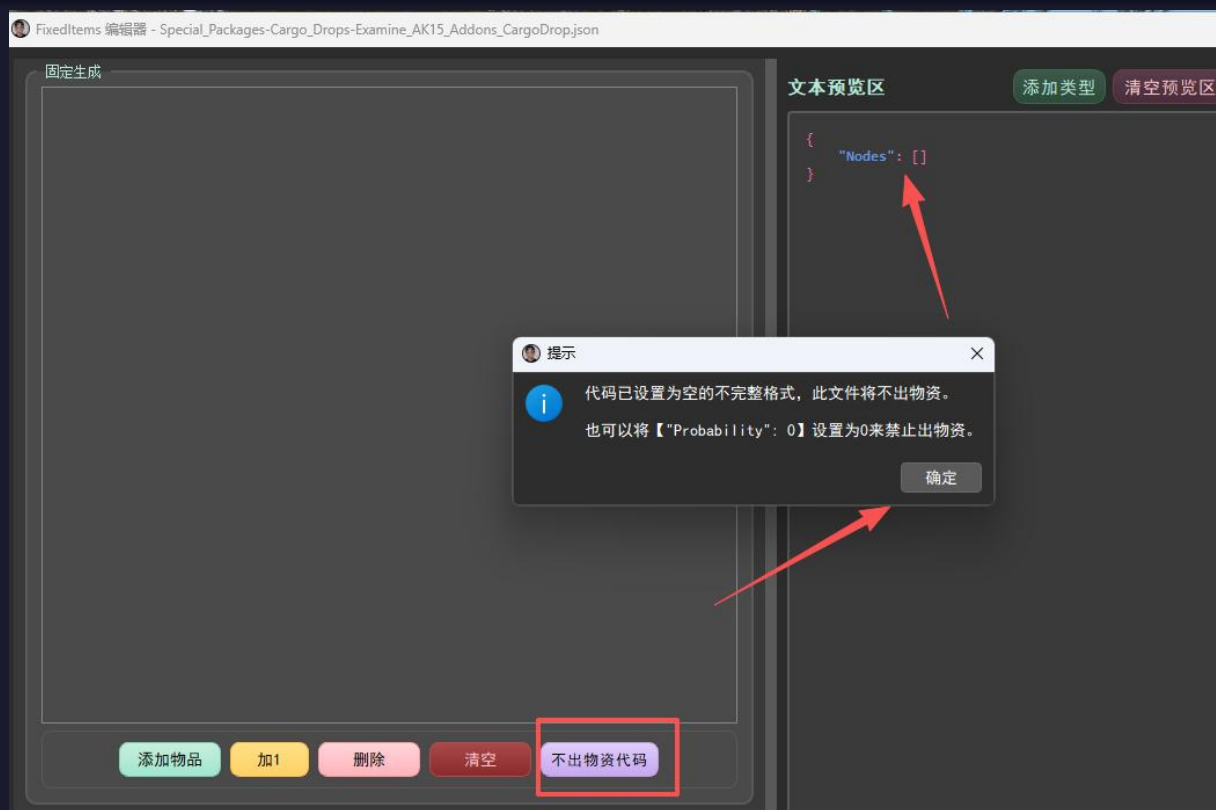 FixedItems 编辑器 - Special_Packages-Cargo_Drops-Examine_AK15_Addons_CargoDrop.json
固定生成
文本预览区
添加类型
清空预览区
{
"Nodes": []
}
提示
代码已设置为空的不完整格式，此文件将不出物资。
也可以将【"Probability": 0】设置为0来禁止出物资。
确定
添加物品
加1
删除
清空
不出物资代码